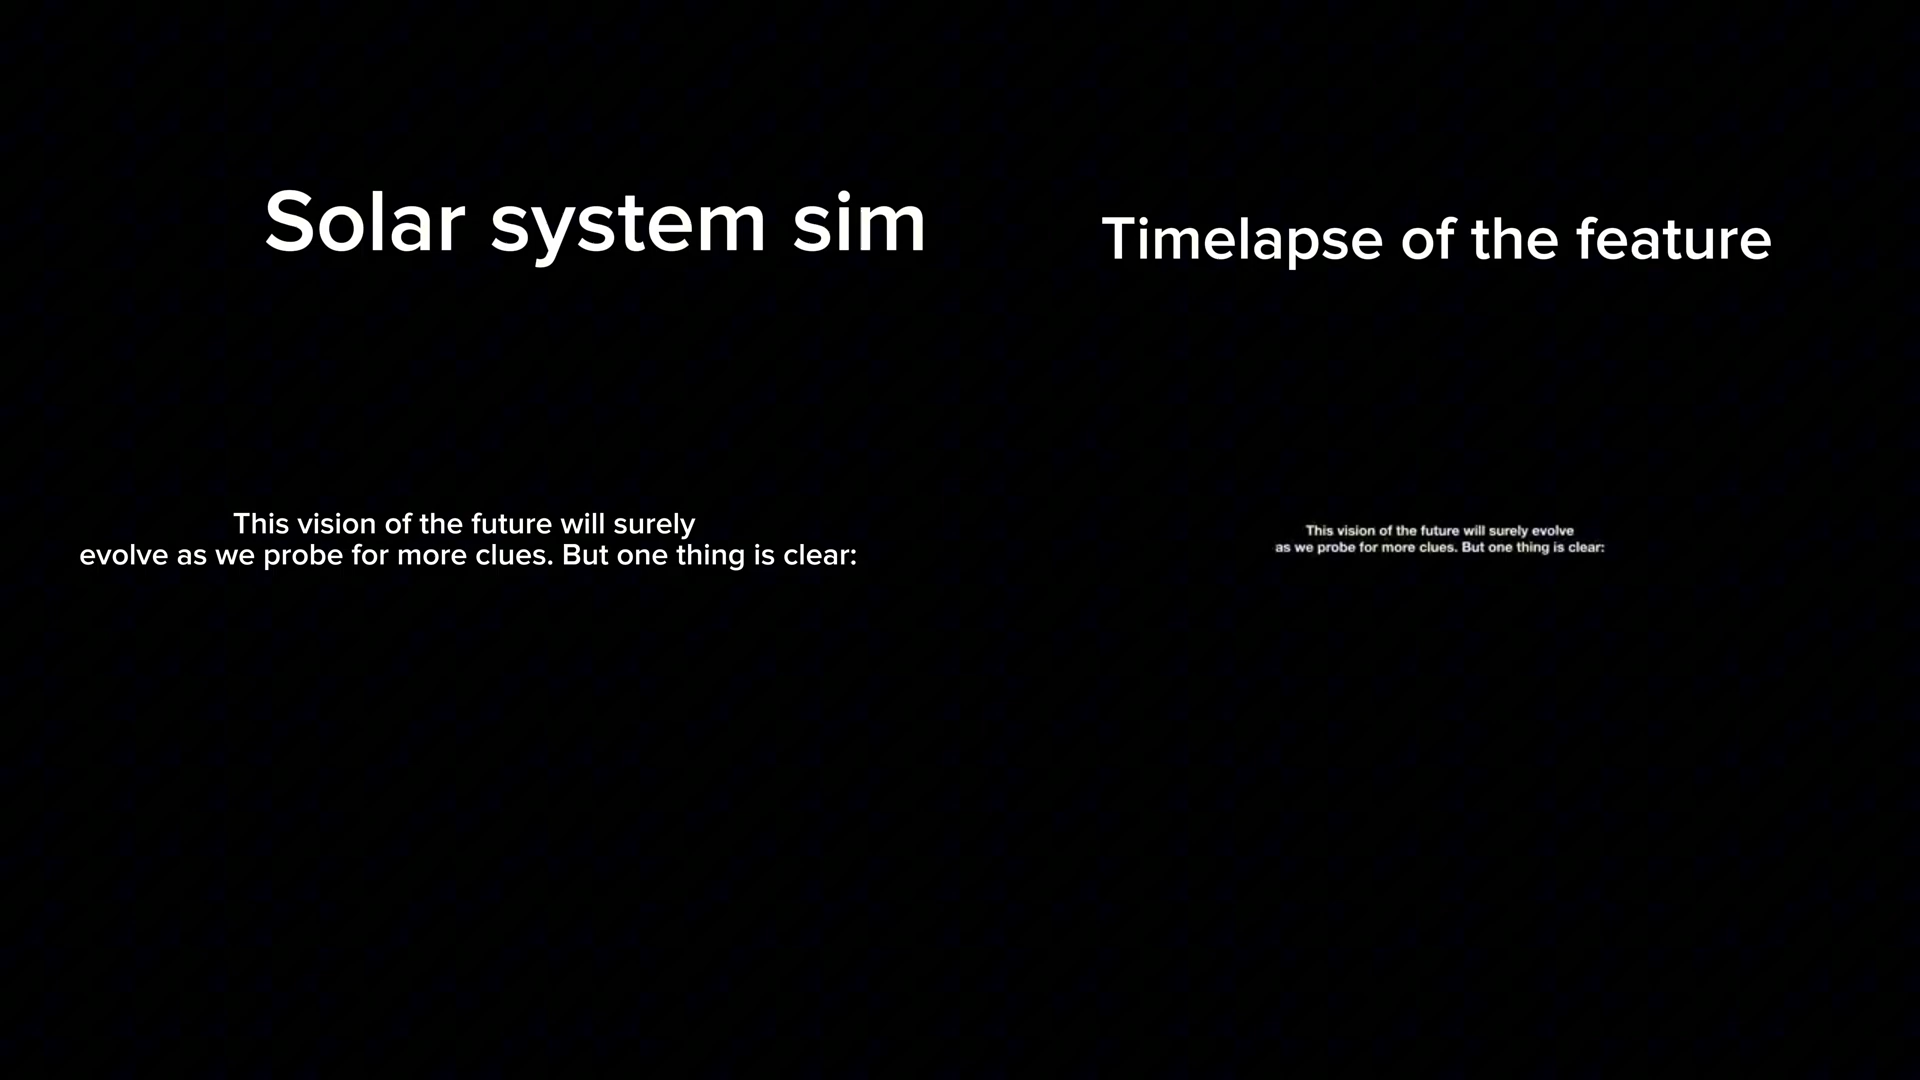 Solar system sim
Timelapse of the feature
This vision of the future will surely
evolve as we probe for more clues. But one thing is clear:
This vision of the future will surely evolve
as we probe for more clues. But one thing is clear: